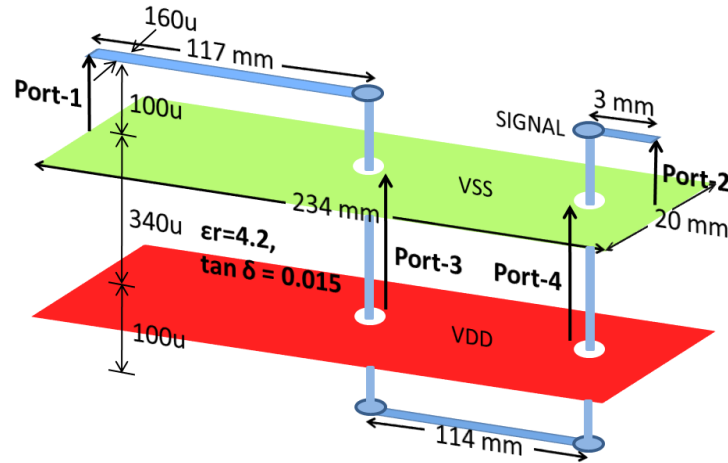 160u
117 mm
Port-1
100u
3 mm
SIGNAL
VSS
Port-2
234 mm
20 mm
340u
εr=4.2,
tan δ = 0.015
Port-3
Port-4
VDD
100u
114 mm